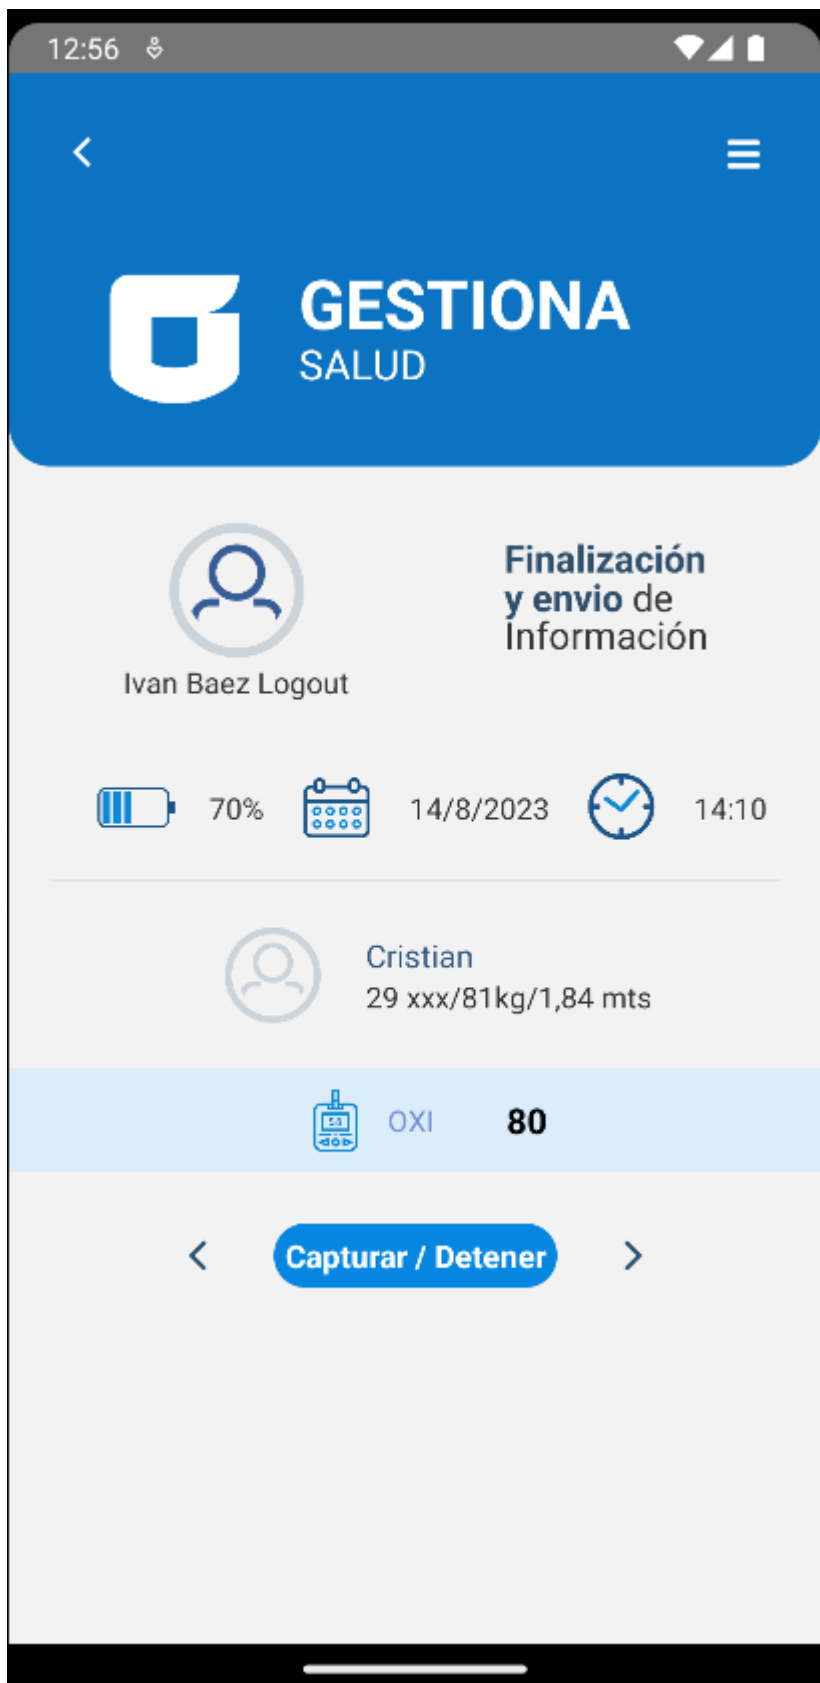 12:56
GESTIONA
SALUD
Finalización
y envio de
Información
Ivan Baez Logout
70% 14/8/2023 14:10
Cristian
29 xxx/81kg/1,84 mts
OXI 80
Capturar / Detener